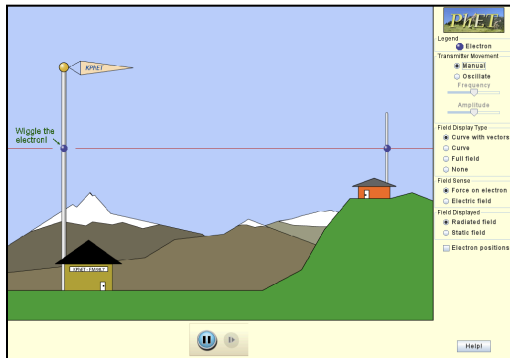 PhET
Legend
Electron
Transmitter Movement
Manual
Oscillate
Frequency
Amplitude
Field Display Type
Curve with vectors
Curve
Full field
None
Field Sense
Force on electron
Electric field
Field Displayed
Radiated field
Static field
Electron positions
KPhET
Wiggle the
electron!
KPhET - FM 98.7
Help!